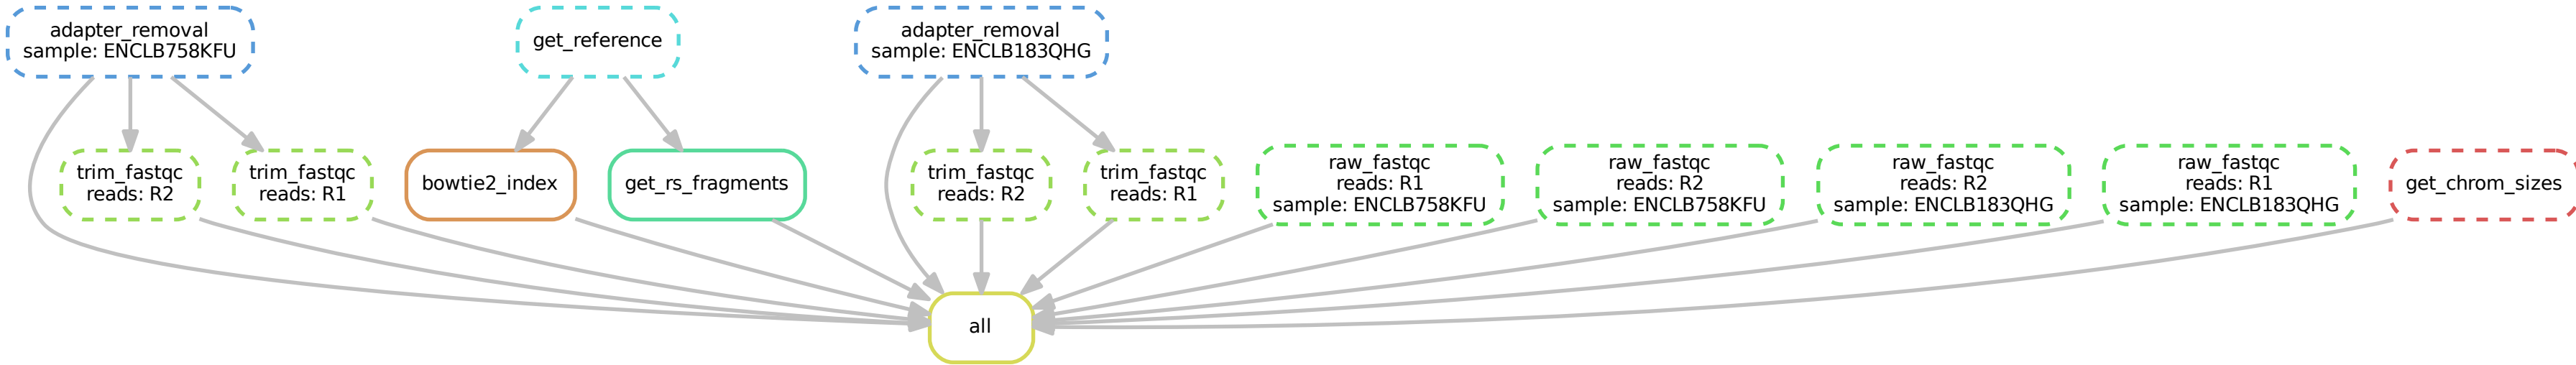 adapter_removal
sample: ENCLB758KFU
get_reference
adapter_removal
sample: ENCLB183QHG
trim_fastqc
reads: R2
trim_fastqc
reads: R1
bowtie2_index
get_rs_fragments
trim_fastqc
reads: R2
trim_fastqc
reads: R1
raw_fastqc
reads: R1
sample: ENCLB758KFU
raw_fastqc
reads: R2
sample: ENCLB758KFU
raw_fastqc
reads: R2
sample: ENCLB183QHG
raw_fastqc
reads: R1
sample: ENCLB183QHG
get_chrom_sizes
all